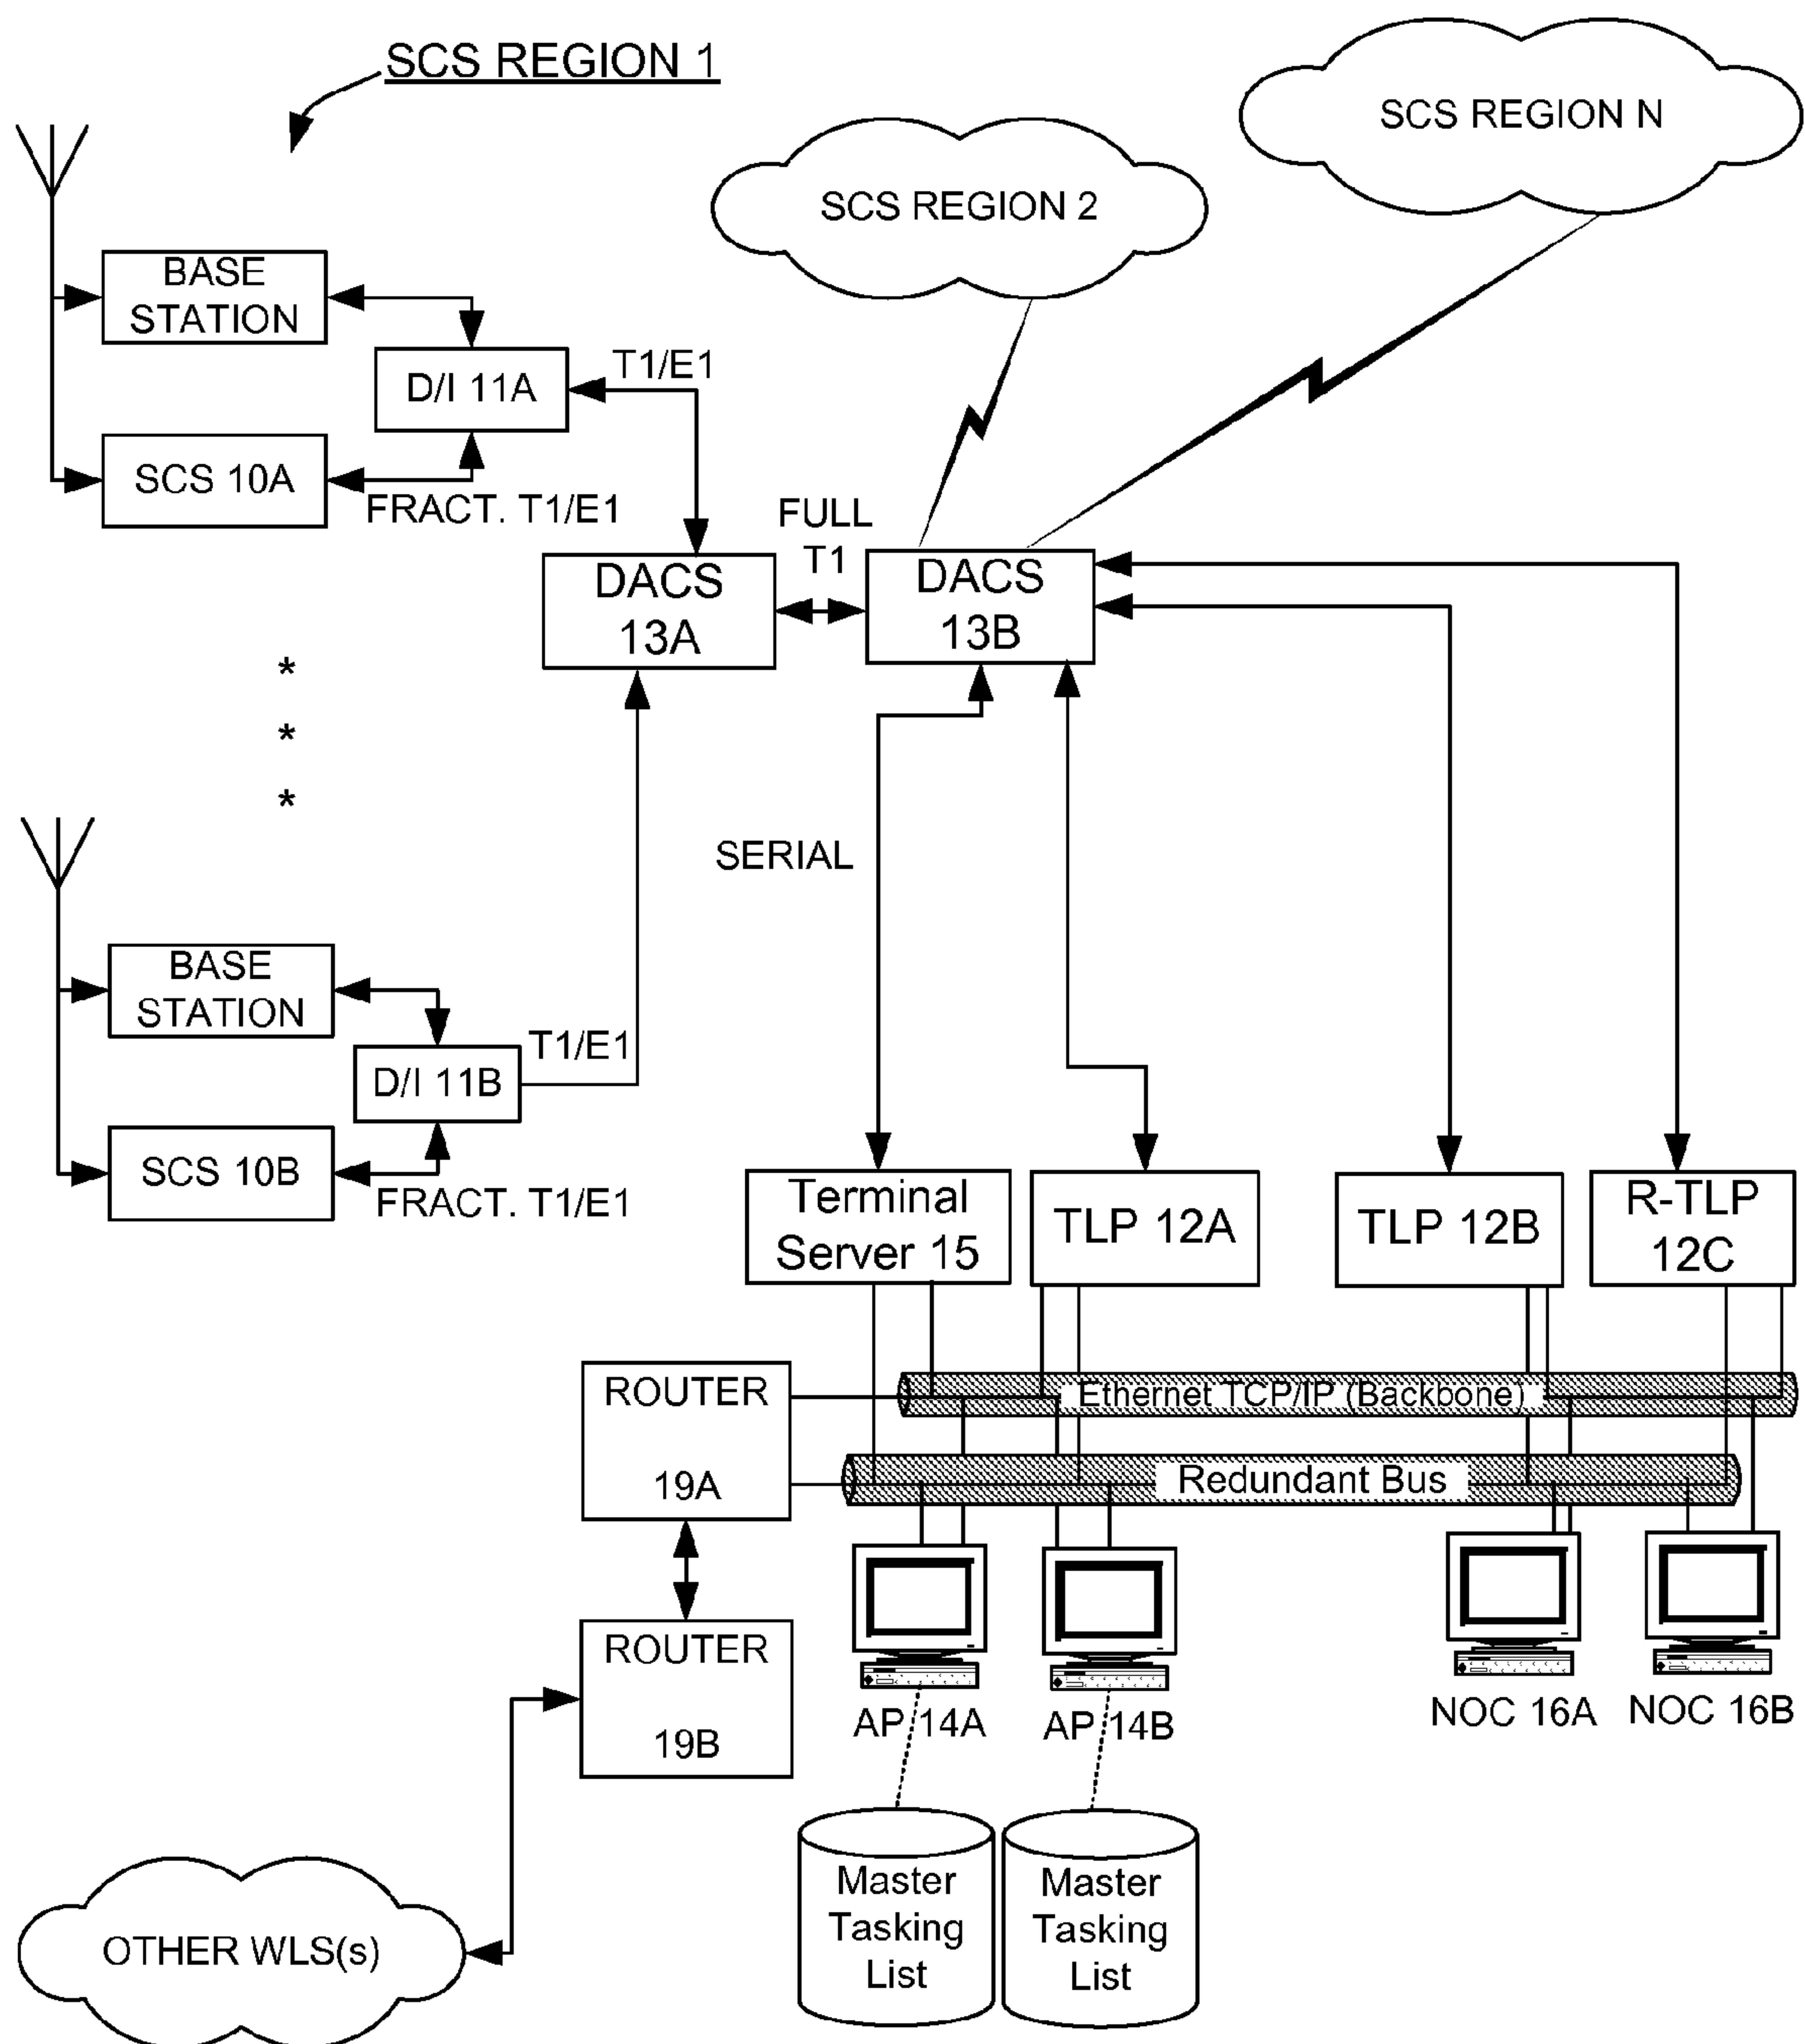 SCS REGION 1
SCS REGION N
SCS REGION 2
BASE
STATION
D/I 11A
T1/E1
SCS 10A
FRACT. T1/E1
FULL
T1
DACS
13A
DACS
13B
*
*
*
SERIAL
BASE
STATION
D/I 11B
T1/E1
SCS 10B
FRACT. T1/E1
Terminal
Server 15
TLP 12A
TLP 12B
R-TLP
12C
ROUTER
19A
Ethernet TCP/IP (Backbone)
Redundant Bus
ROUTER
19B
AP 14A
AP 14B
NOC 16A
NOC 16B
Master
Tasking
List
Master
Tasking
List
OTHER WLS(s)